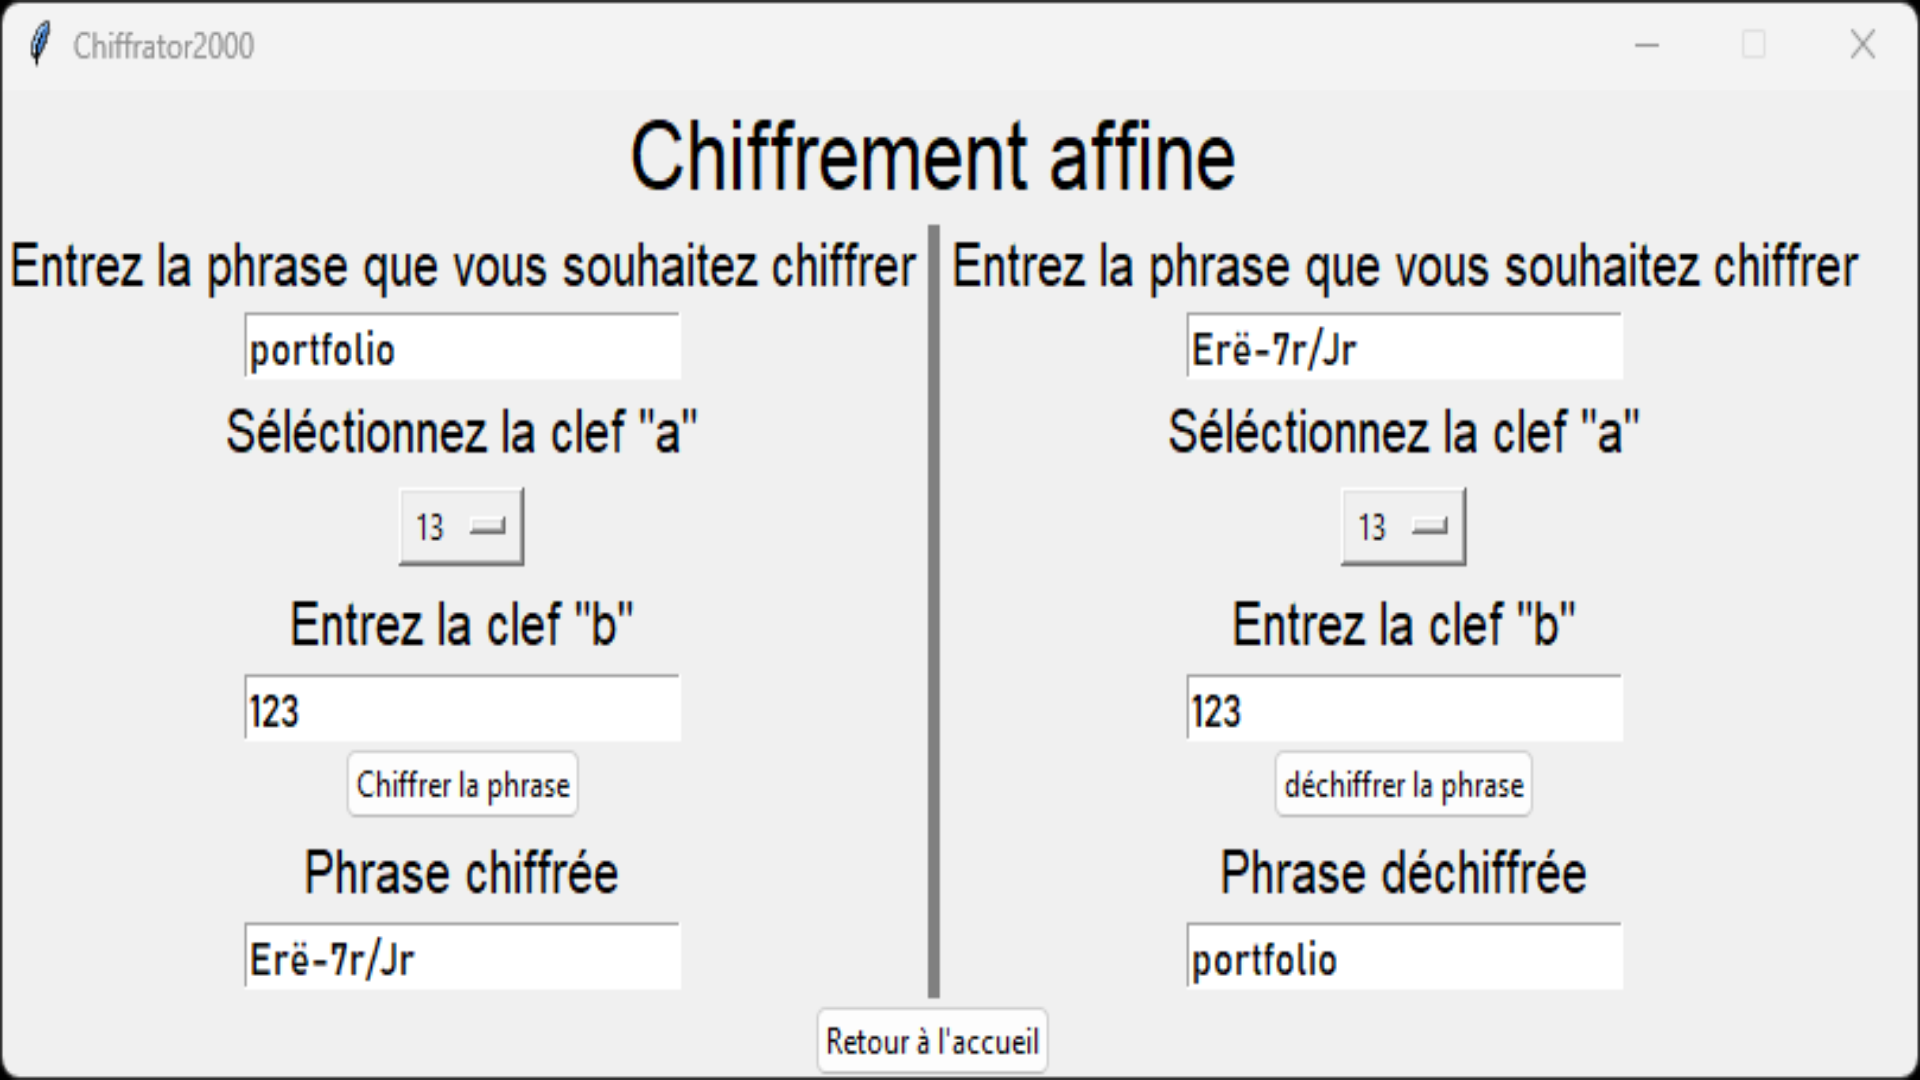 Chiffrator2000
Chiffrement affine
Entrez la phrase que vous souhaitez chiffrer
portfolio
Séléctionnez la clef "a"
13
Entrez la clef "b"
123
Chiffrer la phrase
Phrase chiffrée
Erë-7r/Jr
Entrez la phrase que vous souhaitez chiffrer
Erë-7r/Jr
Séléctionnez la clef "a"
13
Entrez la clef "b"
123
déchiffrer la phrase
Phrase déchiffrée
portfolio
Retour à l'accueil